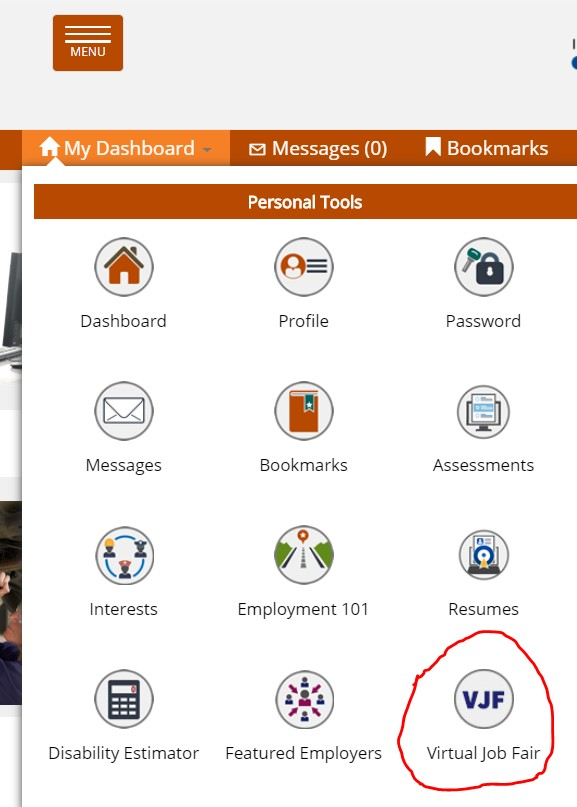 MENU
My Dashboard Messages (0) Bookmarks
Personal Tools
Dashboard Profile Password
Messages Bookmarks Assessments
Interests Employment 101 Resumes
VJF
Disability Estimator Featured Employers Virtual Job Fair